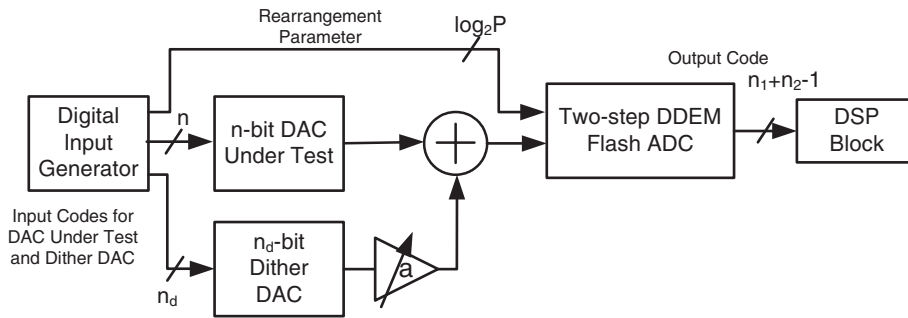 Rearrangement
Parameter
log2P
Output Code
n1+n2-1
Digital
Input
Generator
n
n-bit DAC
Under Test
+
Two-step DDEM
Flash ADC
DSP
Block
Input Codes for
DAC Under Test
and Dither DAC
nd
nd-bit
Dither
DAC
a